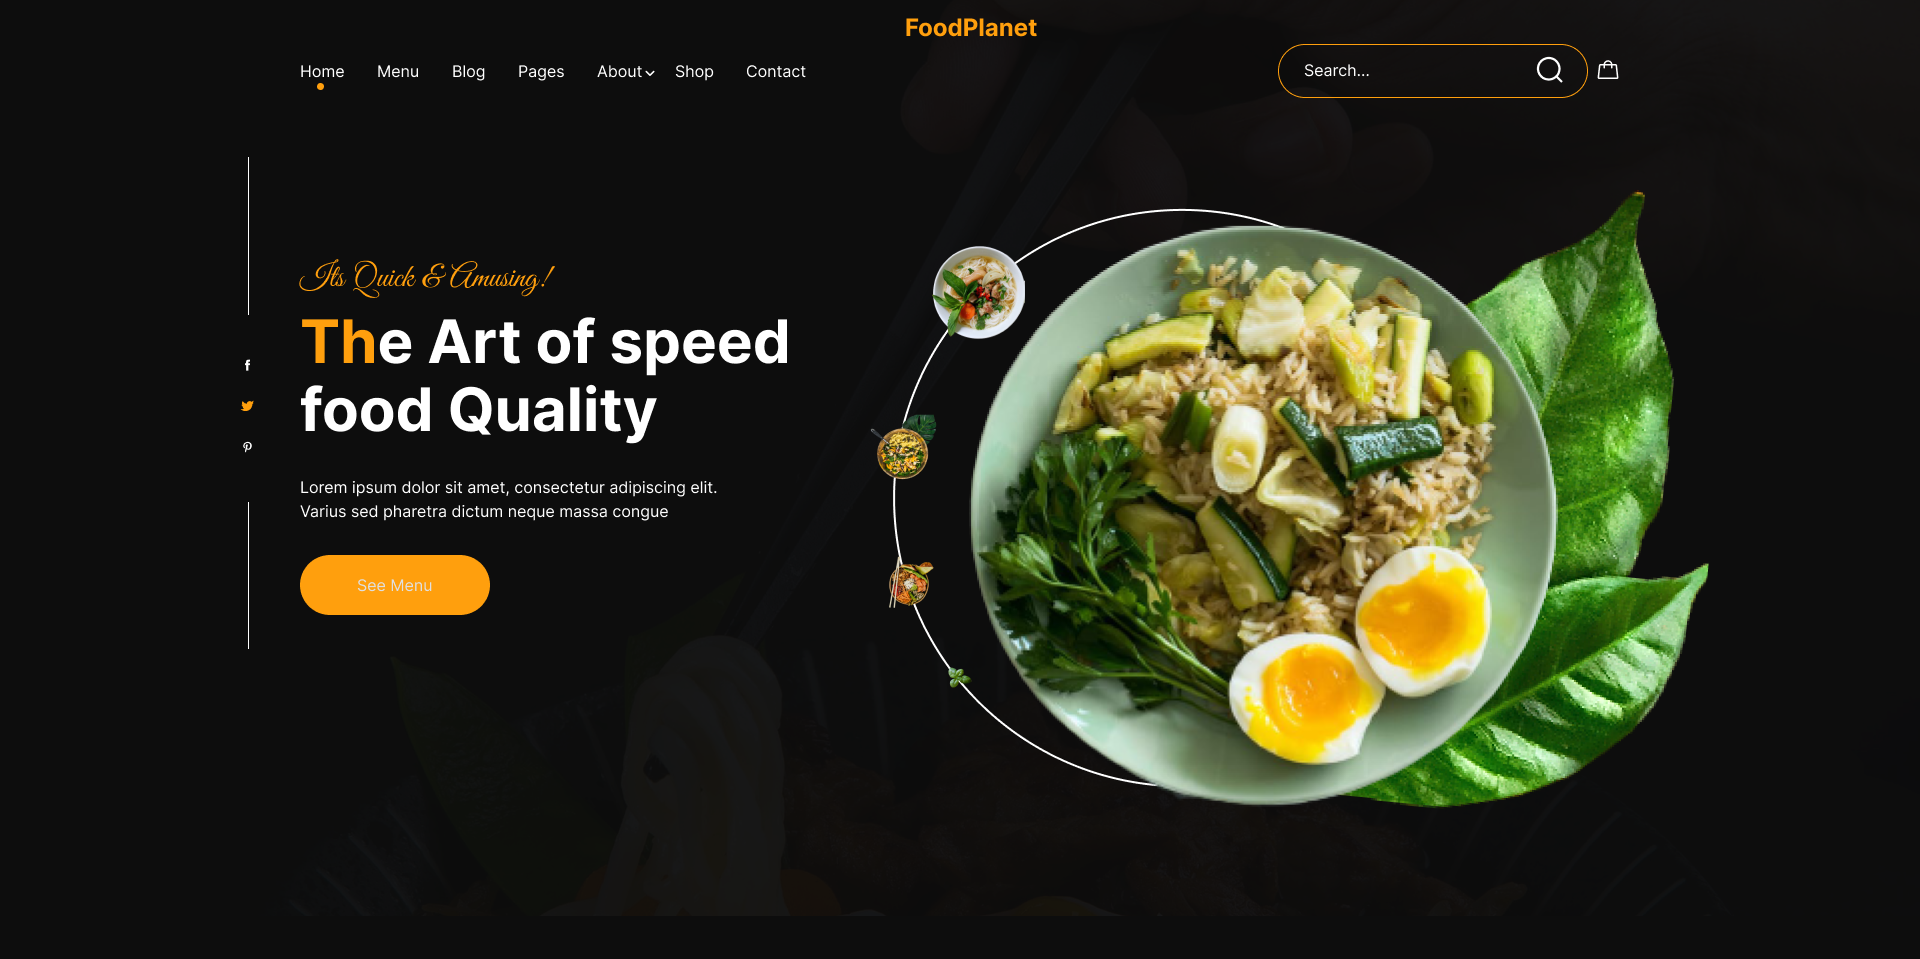 FoodPlanet
Home Menu Blog Pages About Shop Contact
Search...
Its Quick & Amusing!
The Art of speed
food Quality
Lorem ipsum dolor sit amet, consectetur adipiscing elit.
Varius sed pharetra dictum neque massa congue
See Menu